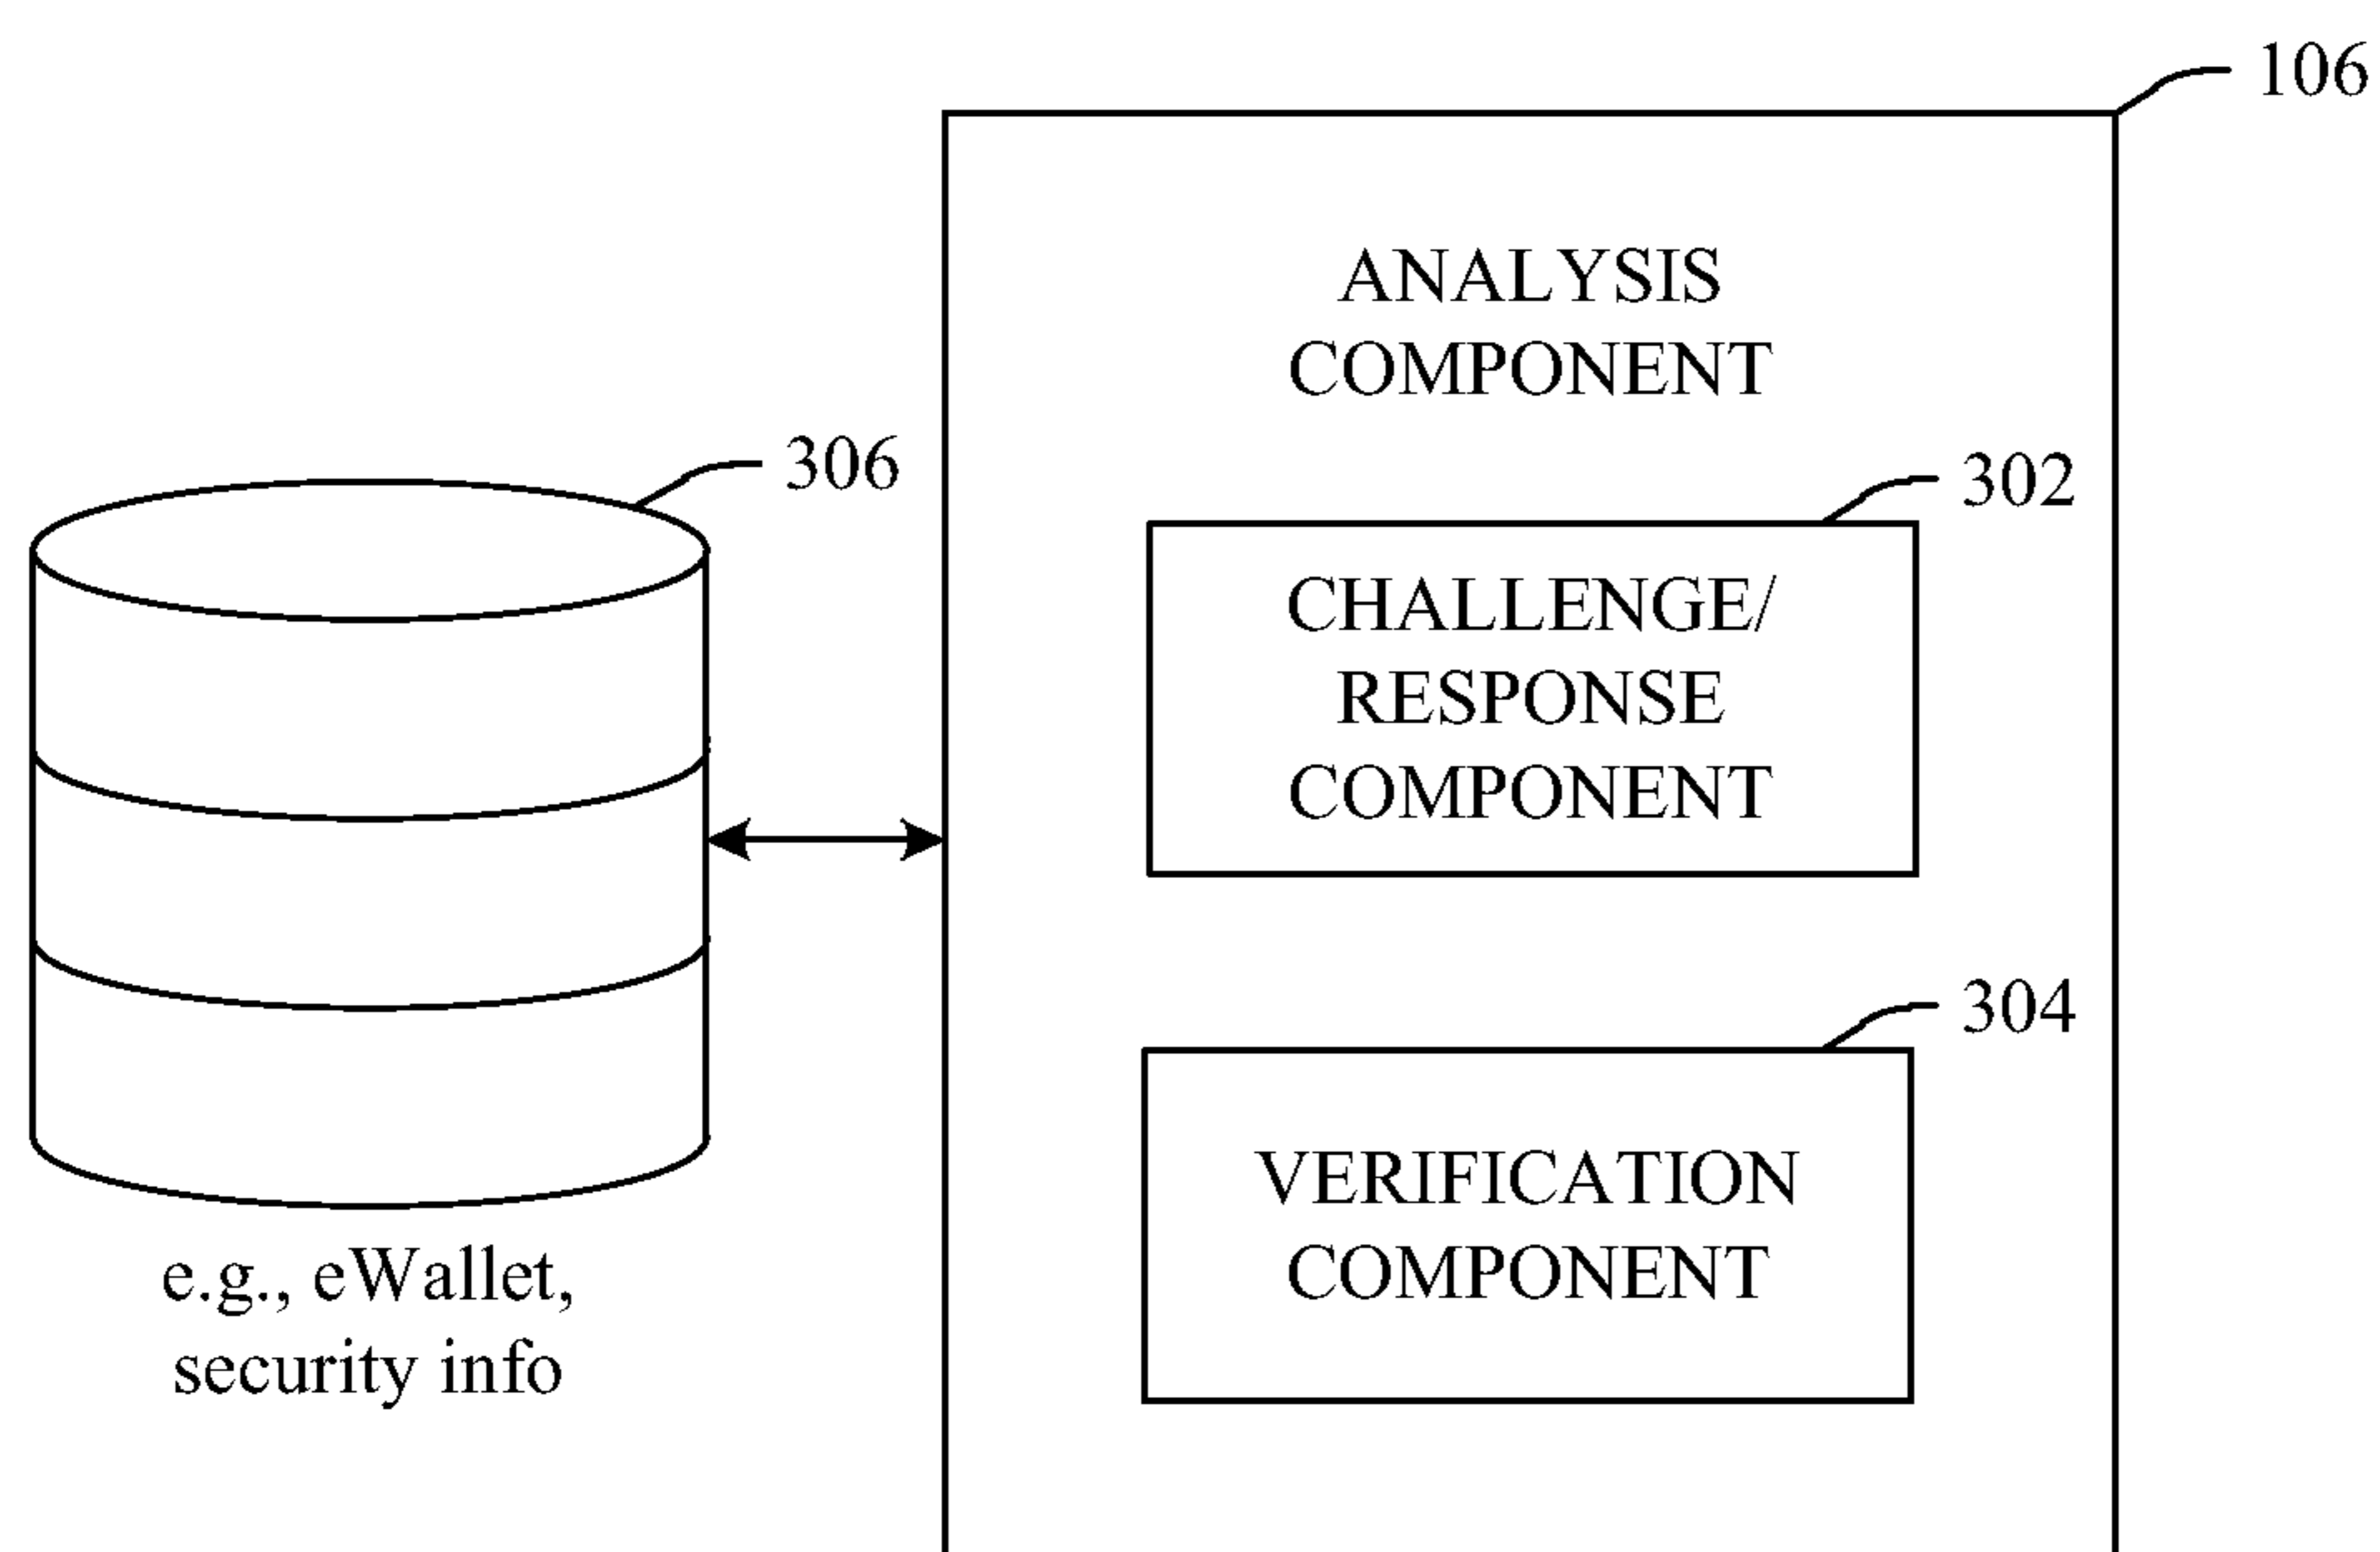 106
ANALYSIS
COMPONENT
306
302
CHALLENGE/
RESPONSE
COMPONENT
304
VERIFICATION
COMPONENT
e.g., eWallet,
security info